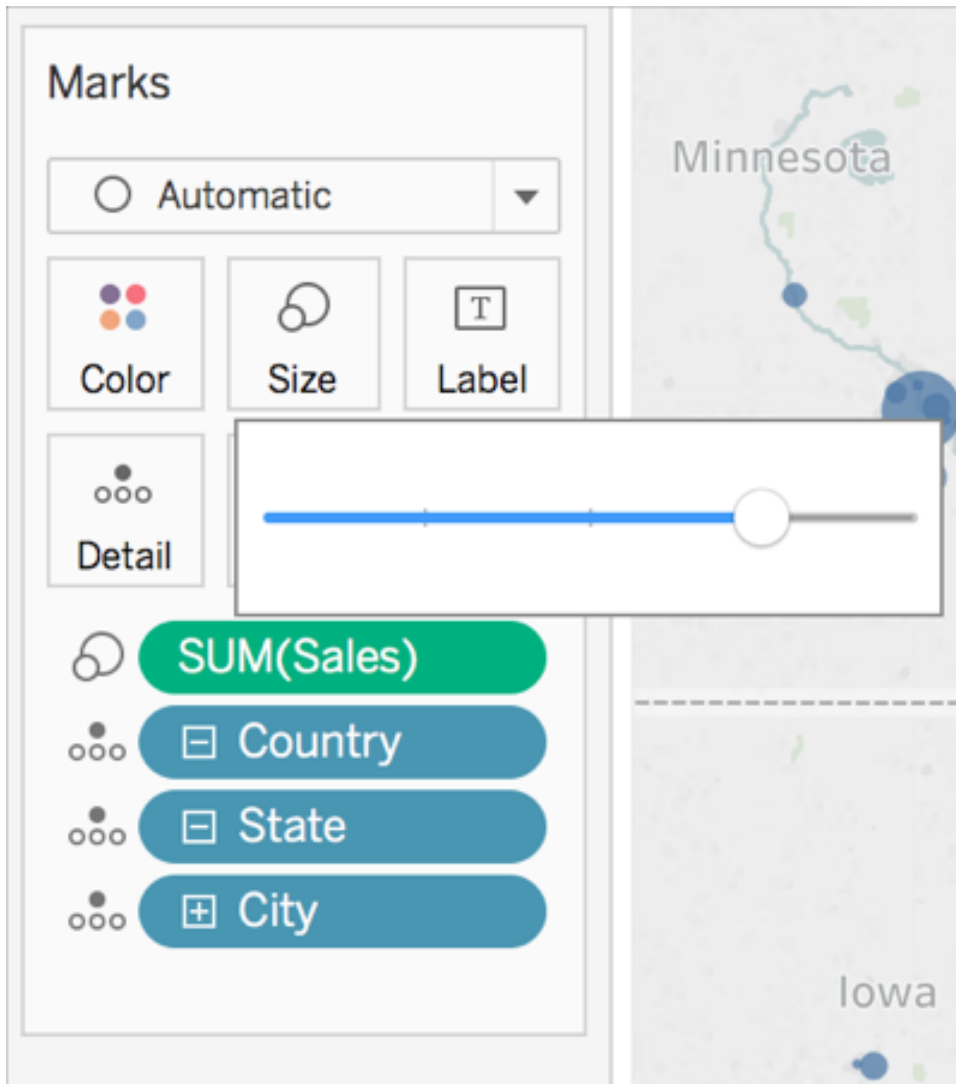 Marks
Minnesota
Automatic
Color
Size
T
Label
Detail
SUM(Sales)
Country
State
City
Iowa